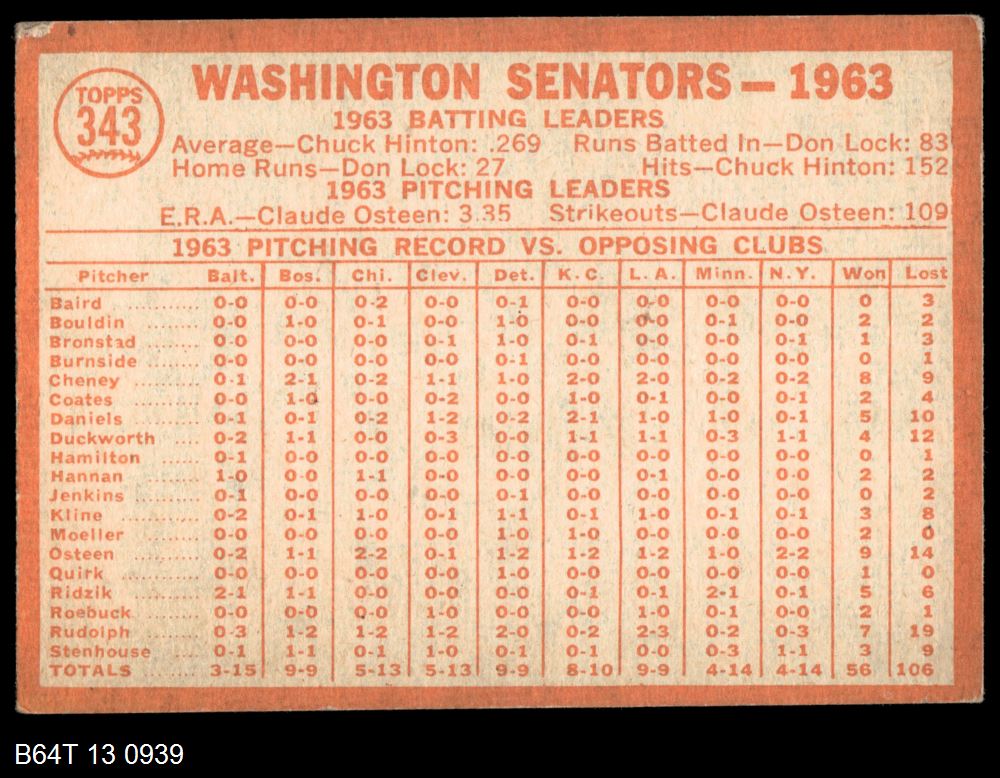 TOPPS
343
WASHINGTON SENATORS—1963
1963 BATTING LEADERS
Average—Chuck Hinton: .269 Runs Batted In—Don Lock: 83
Home Runs—Don Lock: 27 Hits—Chuck Hinton: 152
1963 PITCHING LEADERS
E.R.A.—Claude Osteen: 3.35 Strikeouts—Claude Osteen: 109
1963 PITCHING RECORD VS. OPPOSING CLUBS
Pitcher Balt. Bos. Chi. Clev. Det. K.C. L.A. Minn. N.Y. Won Lost
Baird .......... 0-0 0-0 0-2 0-0 0-1 0-0 0-0 0-0 0-0 0 3
Bouldin ........ 0-0 1-0 0-1 0-0 1-0 0-0 0-0 0-1 0-0 2 2
Bronstad ....... 0-0 0-0 0-0 0-1 1-0 0-1 0-0 0-0 0-1 1 3
Burnside ....... 0-0 0-0 0-0 0-0 0-1 0-0 0-0 0-0 0-0 0 1
Cheney ......... 0-1 2-1 0-2 1-1 1-0 2-0 2-0 0-2 0-2 8 9
Coates ......... 0-0 1-0 0-0 0-2 0-0 1-0 0-1 0-0 0-1 2 4
Daniels ........ 0-1 0-1 0-2 1-2 0-2 2-1 1-0 1-0 0-1 5 10
Duckworth .... 0-2 1-1 0-0 0-3 0-0 1-1 1-1 0-3 1-1 4 12
Hamilton ..... 0-1 0-0 0-0 0-0 0-0 0-0 0-0 0-0 0-0 0 1
Hannan ........ 1-0 0-0 1-1 0-0 0-0 0-0 0-1 0-0 0-0 2 2
Jenkins ........ 0-1 0-0 0-0 0-0 0-1 0-0 0-0 0-0 0-0 0 2
Kline ........... 0-2 0-1 1-0 0-1 1-1 0-1 1-0 0-1 0-1 3 8
Moeller ........ 0-0 0-0 0-0 0-0 1-0 1-0 0-0 0-0 0-0 2 0
Osteen ......... 0-2 1-1 2-2 0-1 1-2 1-2 1-2 1-0 2-2 9 14
Quirk .......... 0-0 0-0 0-0 0-0 1-0 0-0 0-0 0-0 0-0 1 0
Ridzik ......... 2-1 1-1 0-0 0-0 0-0 0-1 0-1 2-1 0-1 5 6
Roebuck ....... 0-0 0-0 0-0 1-0 0-0 0-0 1-0 0-1 0-0 2 1
Rudolph ....... 0-3 1-2 1-2 1-2 2-0 0-2 2-3 0-2 0-3 7 19
Stenhouse .... 0-1 1-1 0-1 1-0 0-1 0-1 0-0 0-3 1-1 3 9
TOTALS 3-15 9-9 5-13 5-13 9-9 8-10 9-9 4-14 4-14 56 106
B64T 13 0939